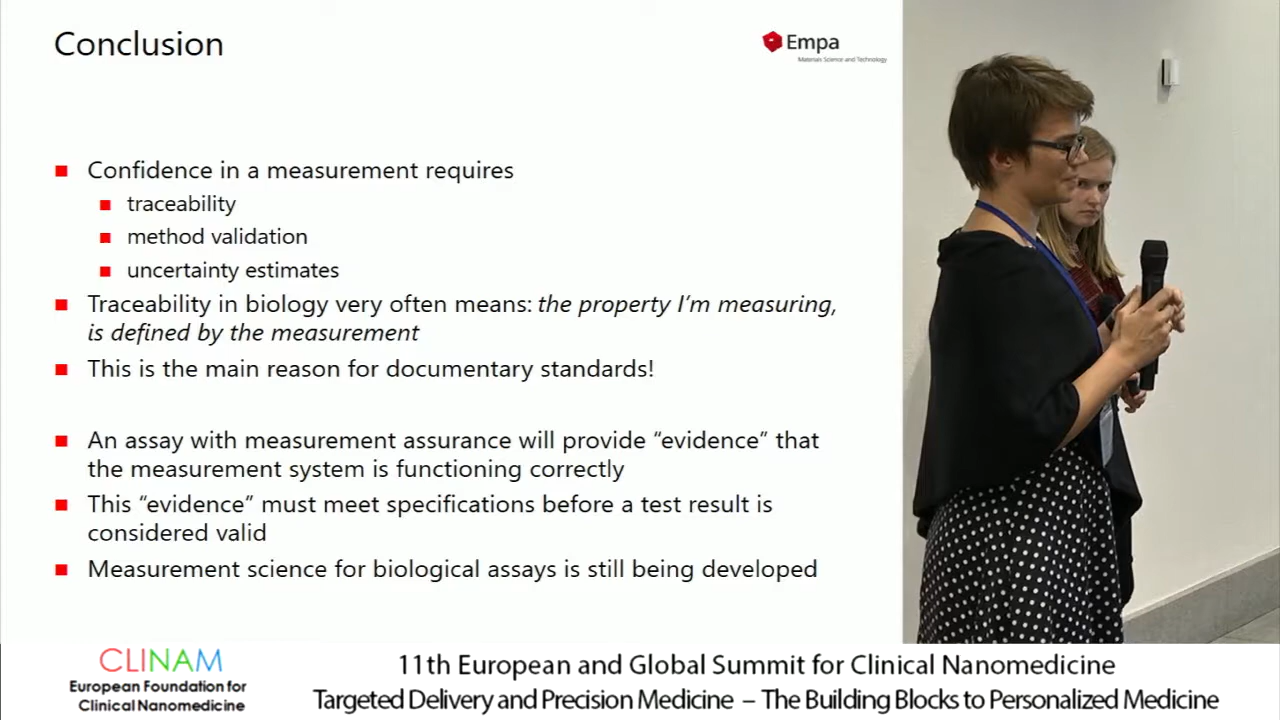 Conclusion
Empa
Materials Science and Technology
Confidence in a measurement requires
traceability
method validation
uncertainty estimates
Traceability in biology very often means: the property I'm measuring,
is defined by the measurement
This is the main reason for documentary standards!
An assay with measurement assurance will provide “evidence” that
the measurement system is functioning correctly
This “evidence” must meet specifications before a test result is
considered valid
Measurement science for biological assays is still being developed
CLINAM
European Foundation for
Clinical Nanomedicine
11th European and Global Summit for Clinical Nanomedicine
Targeted Delivery and Precision Medicine – The Building Blocks to Personalized Medicine